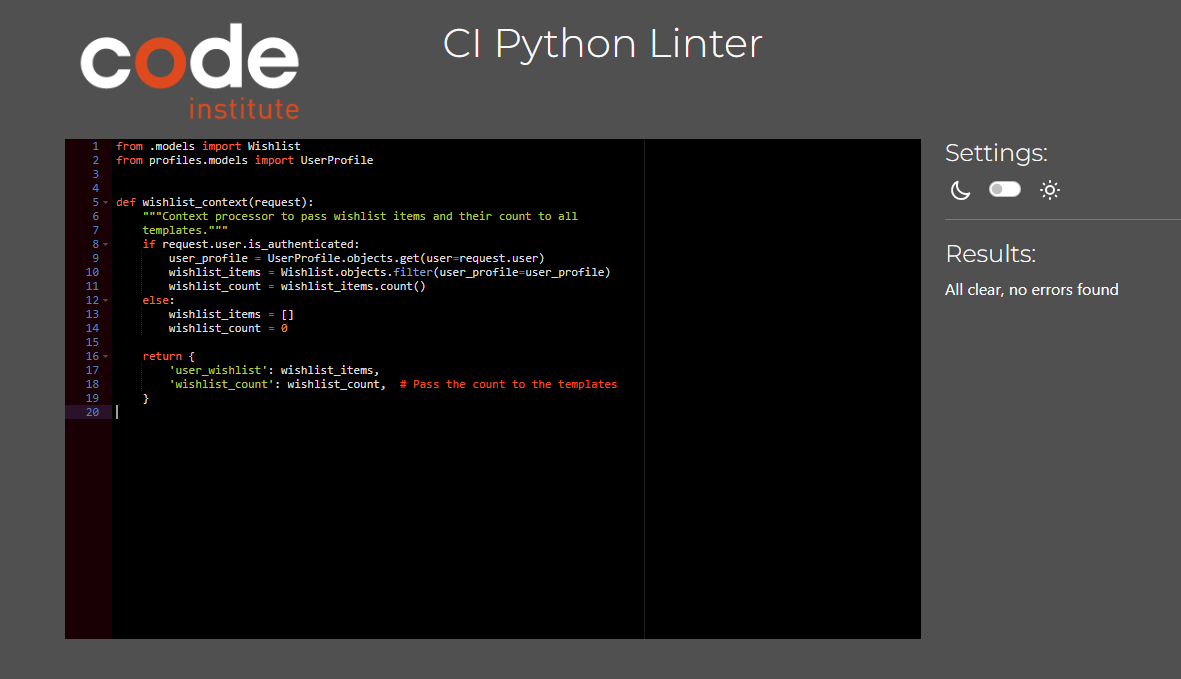 code
institute
CI Python Linter
1 from .models import Wishlist
2 from profiles.models import UserProfile
3
4
5 def wishlist_context(request):
6     """Context processor to pass wishlist items and their count to all
7     templates."""
8     if request.user.is_authenticated:
9         user_profile = UserProfile.objects.get(user=request.user)
10         wishlist_items = Wishlist.objects.filter(user_profile=user_profile)
11         wishlist_count = wishlist_items.count()
12     else:
13         wishlist_items = []
14         wishlist_count = 0
15
16     return {
17         'user_wishlist': wishlist_items,
18         'wishlist_count': wishlist_count,  # Pass the count to the templates
19     }
20
Settings:
Results:
All clear, no errors found